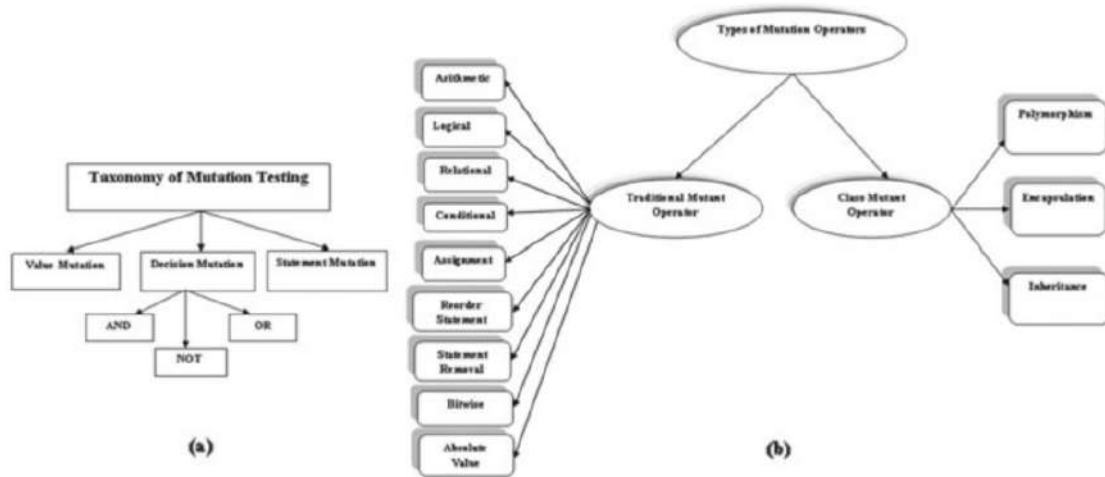 Taxonomy of Mutation Testing
Value Mutation
Decision Mutation
Statement Mutation
AND
OR
NOT
(a)
Types of Mutation Operators
Traditional Mutant
Operator
Class Mutant
Operator
Arithmetic
Logical
Relational
Conditional
Assignment
Reorder
Statement
Statement
Removal
Bitwise
Absolute
Value
Polymorphism
Encapsulation
Inheritance
(b)